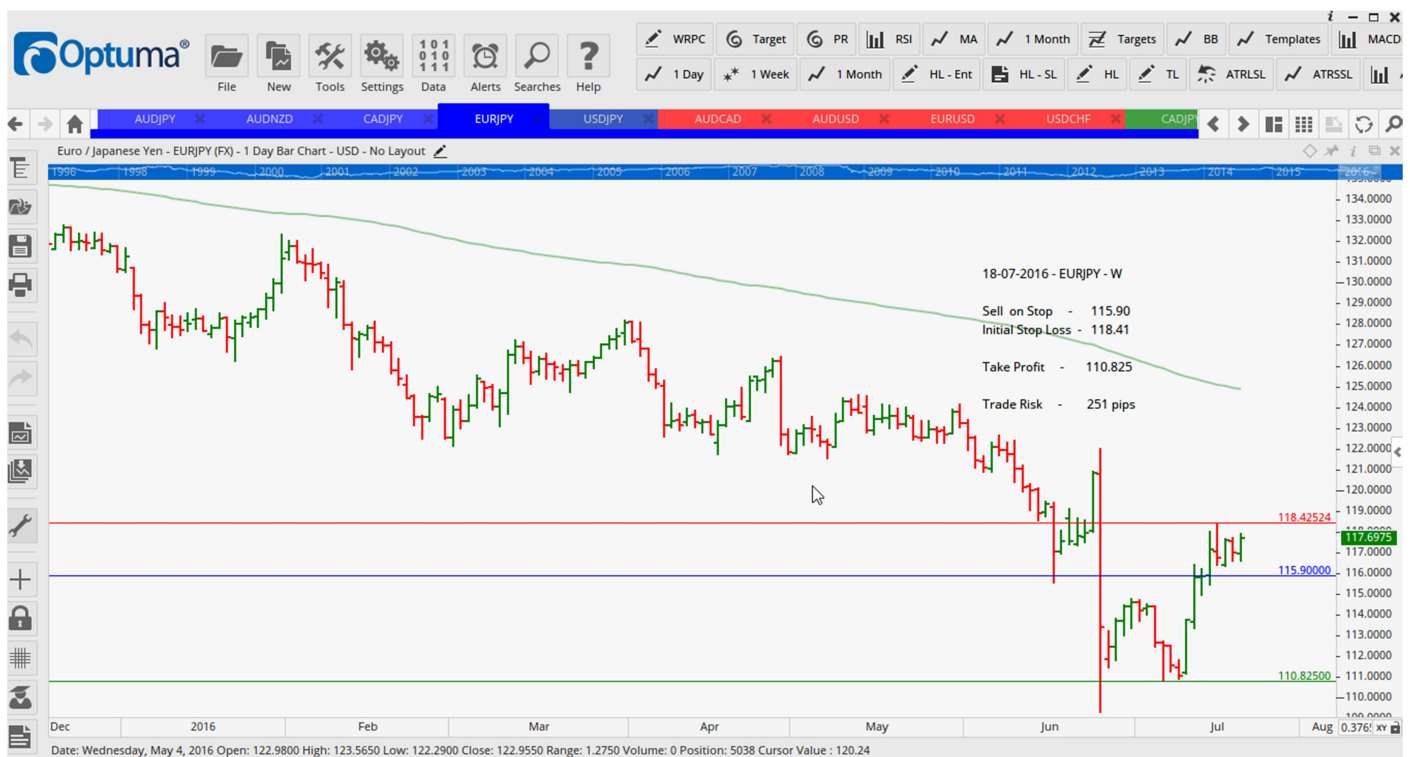 i
Optuma®
File
New
Tools
Settings
101
010
111
Data
Alerts
Searches
?
Help
WRPC
Target
PR
RSI
MA
1 Month
Targets
BB
Templates
MACD
1 Day
1 Week
1 Month
HL - Ent
HL - SL
HL
TL
ATRLSL
ATRSSL
AUDJPY
AUDNZD
CADJPY
EURJPY
USDJPY
AUDCAD
AUDUSD
EURUSD
USDCHF
CADJPY
Euro / Japanese Yen - EURJPY (FX) - 1 Day Bar Chart - USD - No Layout
1996 1998 1999 2000 2001 2002 2003 2004 2005 2006 2007 2008 2009 2010 2011 2012 2013 2014 2015 2016
134.0000
133.0000
132.0000
131.0000
130.0000
129.0000
128.0000
127.0000
126.0000
125.0000
124.0000
123.0000
122.0000
121.0000
120.0000
119.0000
118.0000
117.6975
117.0000
116.0000
115.0000
114.0000
113.0000
112.0000
111.0000
110.0000
109.0000
18-07-2016 - EURJPY - W
Sell on Stop - 115.90
Initial Stop Loss - 118.41
Take Profit - 110.825
Trade Risk - 251 pips
118.42524
115.90000
110.82500
Dec 2016 Feb Mar Apr May Jun Jul Aug
0.376 XY
Date: Wednesday, May 4, 2016 Open: 122.9800 High: 123.5650 Low: 122.2900 Close: 122.9550 Range: 1.2750 Volume: 0 Position: 5038 Cursor Value : 120.24